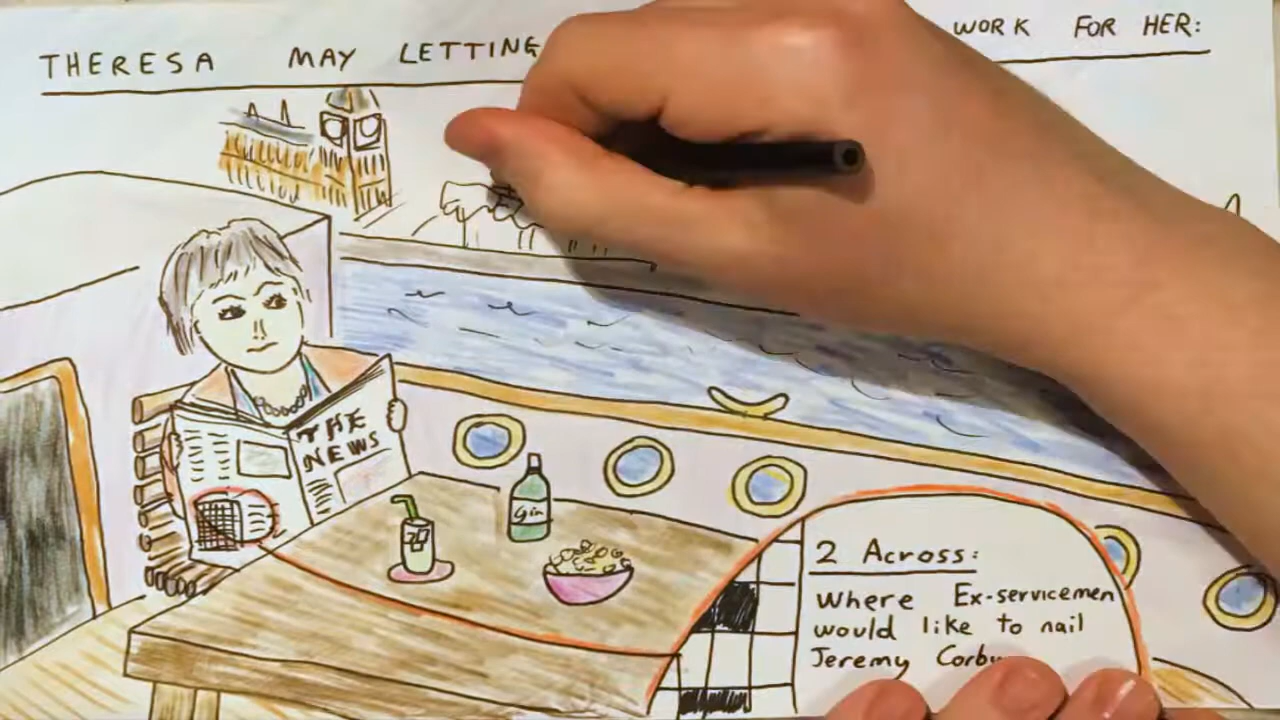 THERESA MAY LETTING WORK FOR HER:
THE
NEWS
Gin
2 Across:
Where Ex-servicemen
would like to nail
Jeremy